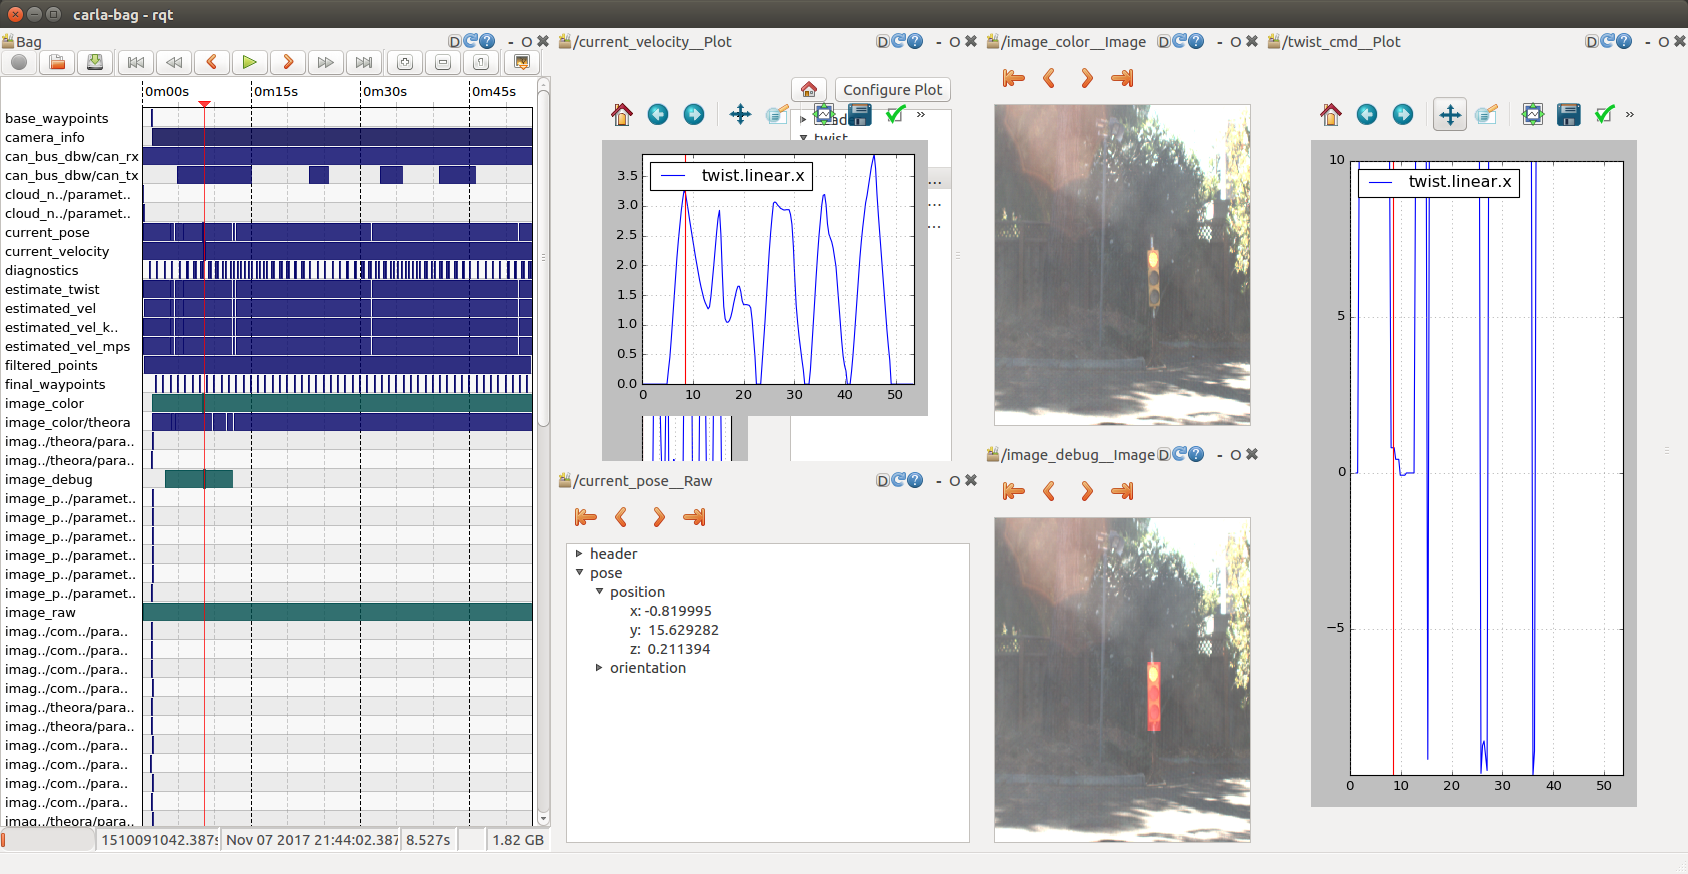 carla-bag - rqt
Bag
D
- O
0m00s 0m15s 0m30s 0m45s
base_waypoints
camera_info
can_bus_dbw/can_rx
can_bus_dbw/can_tx
cloud_n../paramet..
cloud_n../paramet..
current_pose
current_velocity
diagnostics
estimate_twist
estimated_vel
estimated_vel_k..
estimated_vel_mps
filtered_points
final_waypoints
image_color
image_color/theora
imag../theora/para..
imag../theora/para..
image_debug
image_p../paramet..
image_p../paramet..
image_p../paramet..
image_p../paramet..
image_p../paramet..
image_p../paramet..
image_raw
imag../com../para..
imag../com../para..
imag../com../para..
imag../com../para..
imag../theora/para..
imag../theora/para..
imag../com../para..
imag../com../para..
imag../com../para..
imag../com../para..
imag../theora/para..
1510091042.387s
Nov 07 2017 21:44:02.387
8.527s
1.82 GB
/current_velocity__Plot
D
- O
Configure Plot
twist
twist.linear.x
3.5
3.0
2.5
2.0
1.5
1.0
0.5
0.0
0 10 20 30 40 50
/current_pose__Raw
D
- O
header
pose
position
x: -0.819995
y: 15.629282
z: 0.211394
orientation
/image_color__Image
D
- O
/image_debug__Image
D
- O
/twist_cmd__Plot
D
- O
twist.linear.x
10
5
0
−5
0 10 20 30 40 50